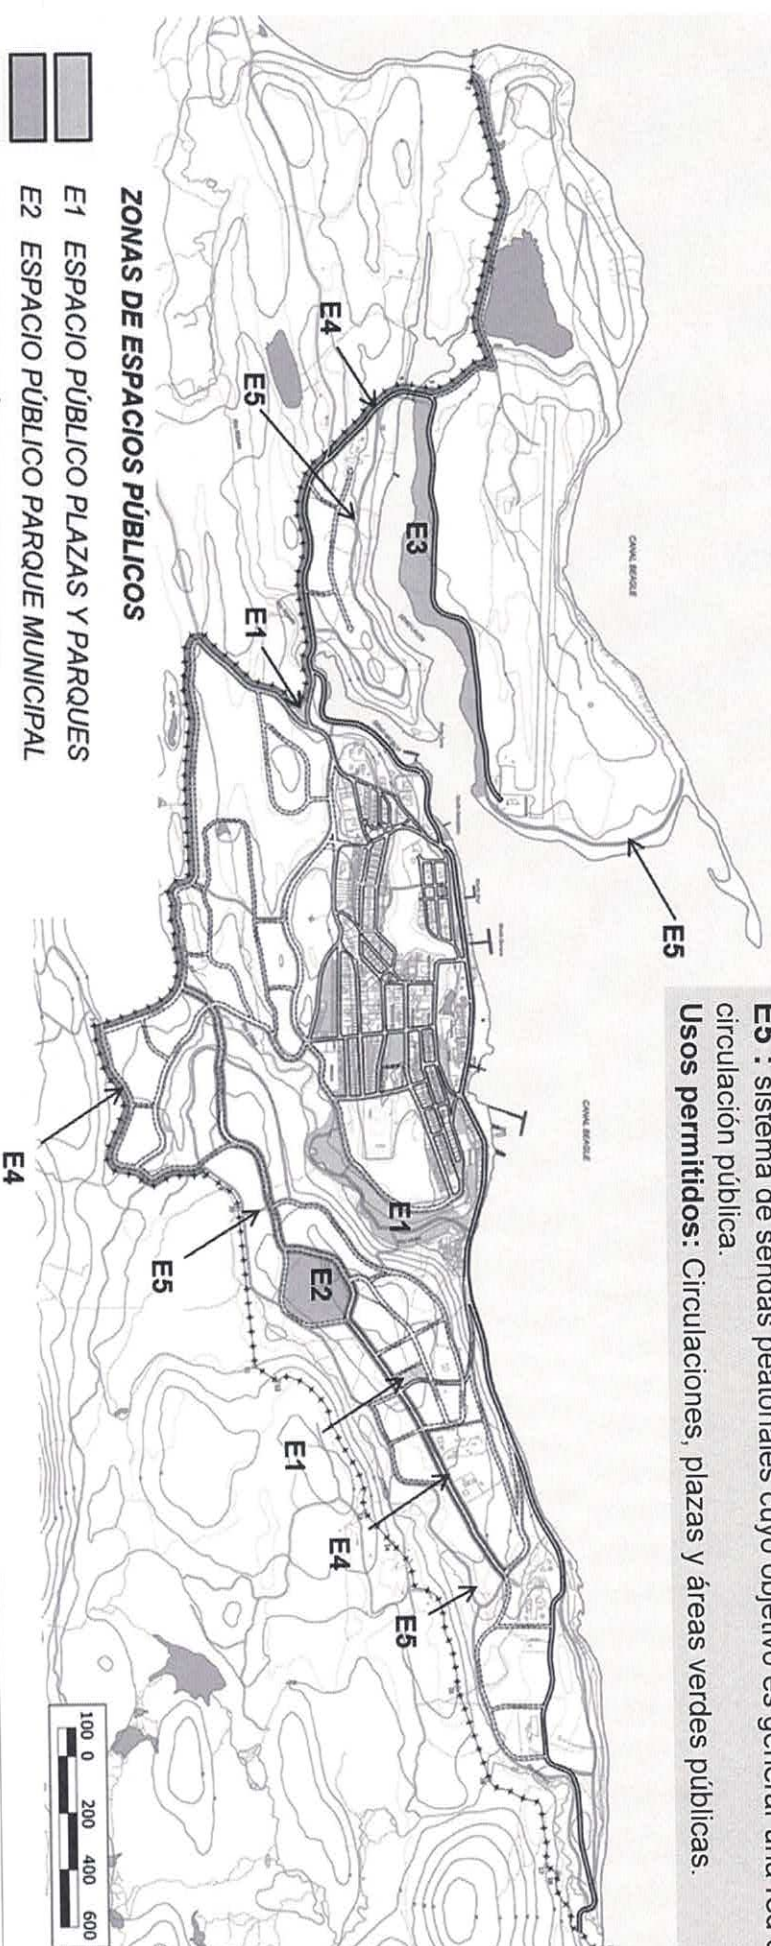 E5 : sistema de sendas peatonales cuyo objetivo es generar una red
circulación pública.
Usos permitidos: Circulaciones, plazas y áreas verdes públicas.
CANAL BEAGLE
CANAL BEAGLE
E5
E4
E5
E3
E1
E1
E2
E4
E5
E1
E4
E5
ZONAS DE ESPACIOS PÚBLICOS
E1 ESPACIO PÚBLICO PLAZAS Y PARQUES
E2 ESPACIO PÚBLICO PARQUE MUNICIPAL
100 0 200 400 600